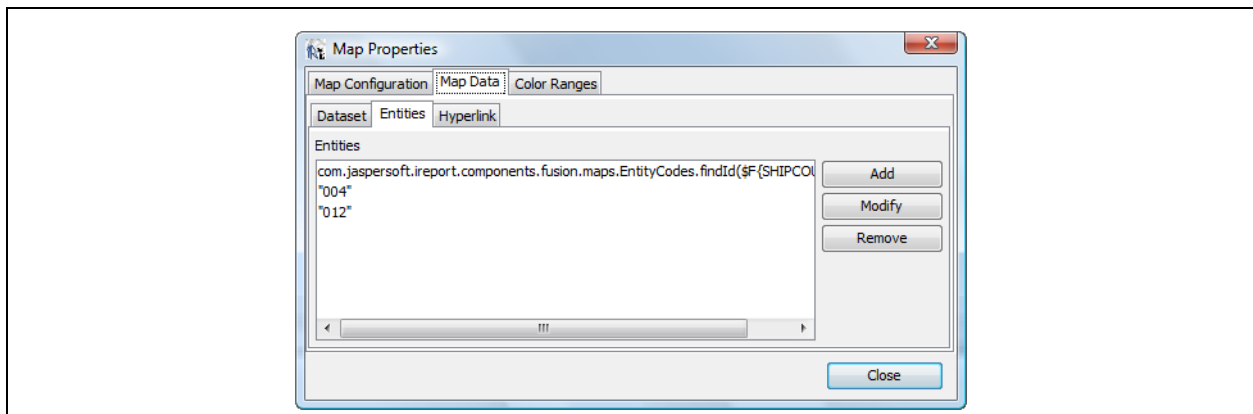 Map Properties
Map Configuration Map Data Color Ranges
Dataset Entities Hyperlink
Entities
com.jaspersoft.ireport.components.fusion.maps.EntityCodes.findId($F{SHIPCOU
"004"
"012"
Add
Modify
Remove
Close